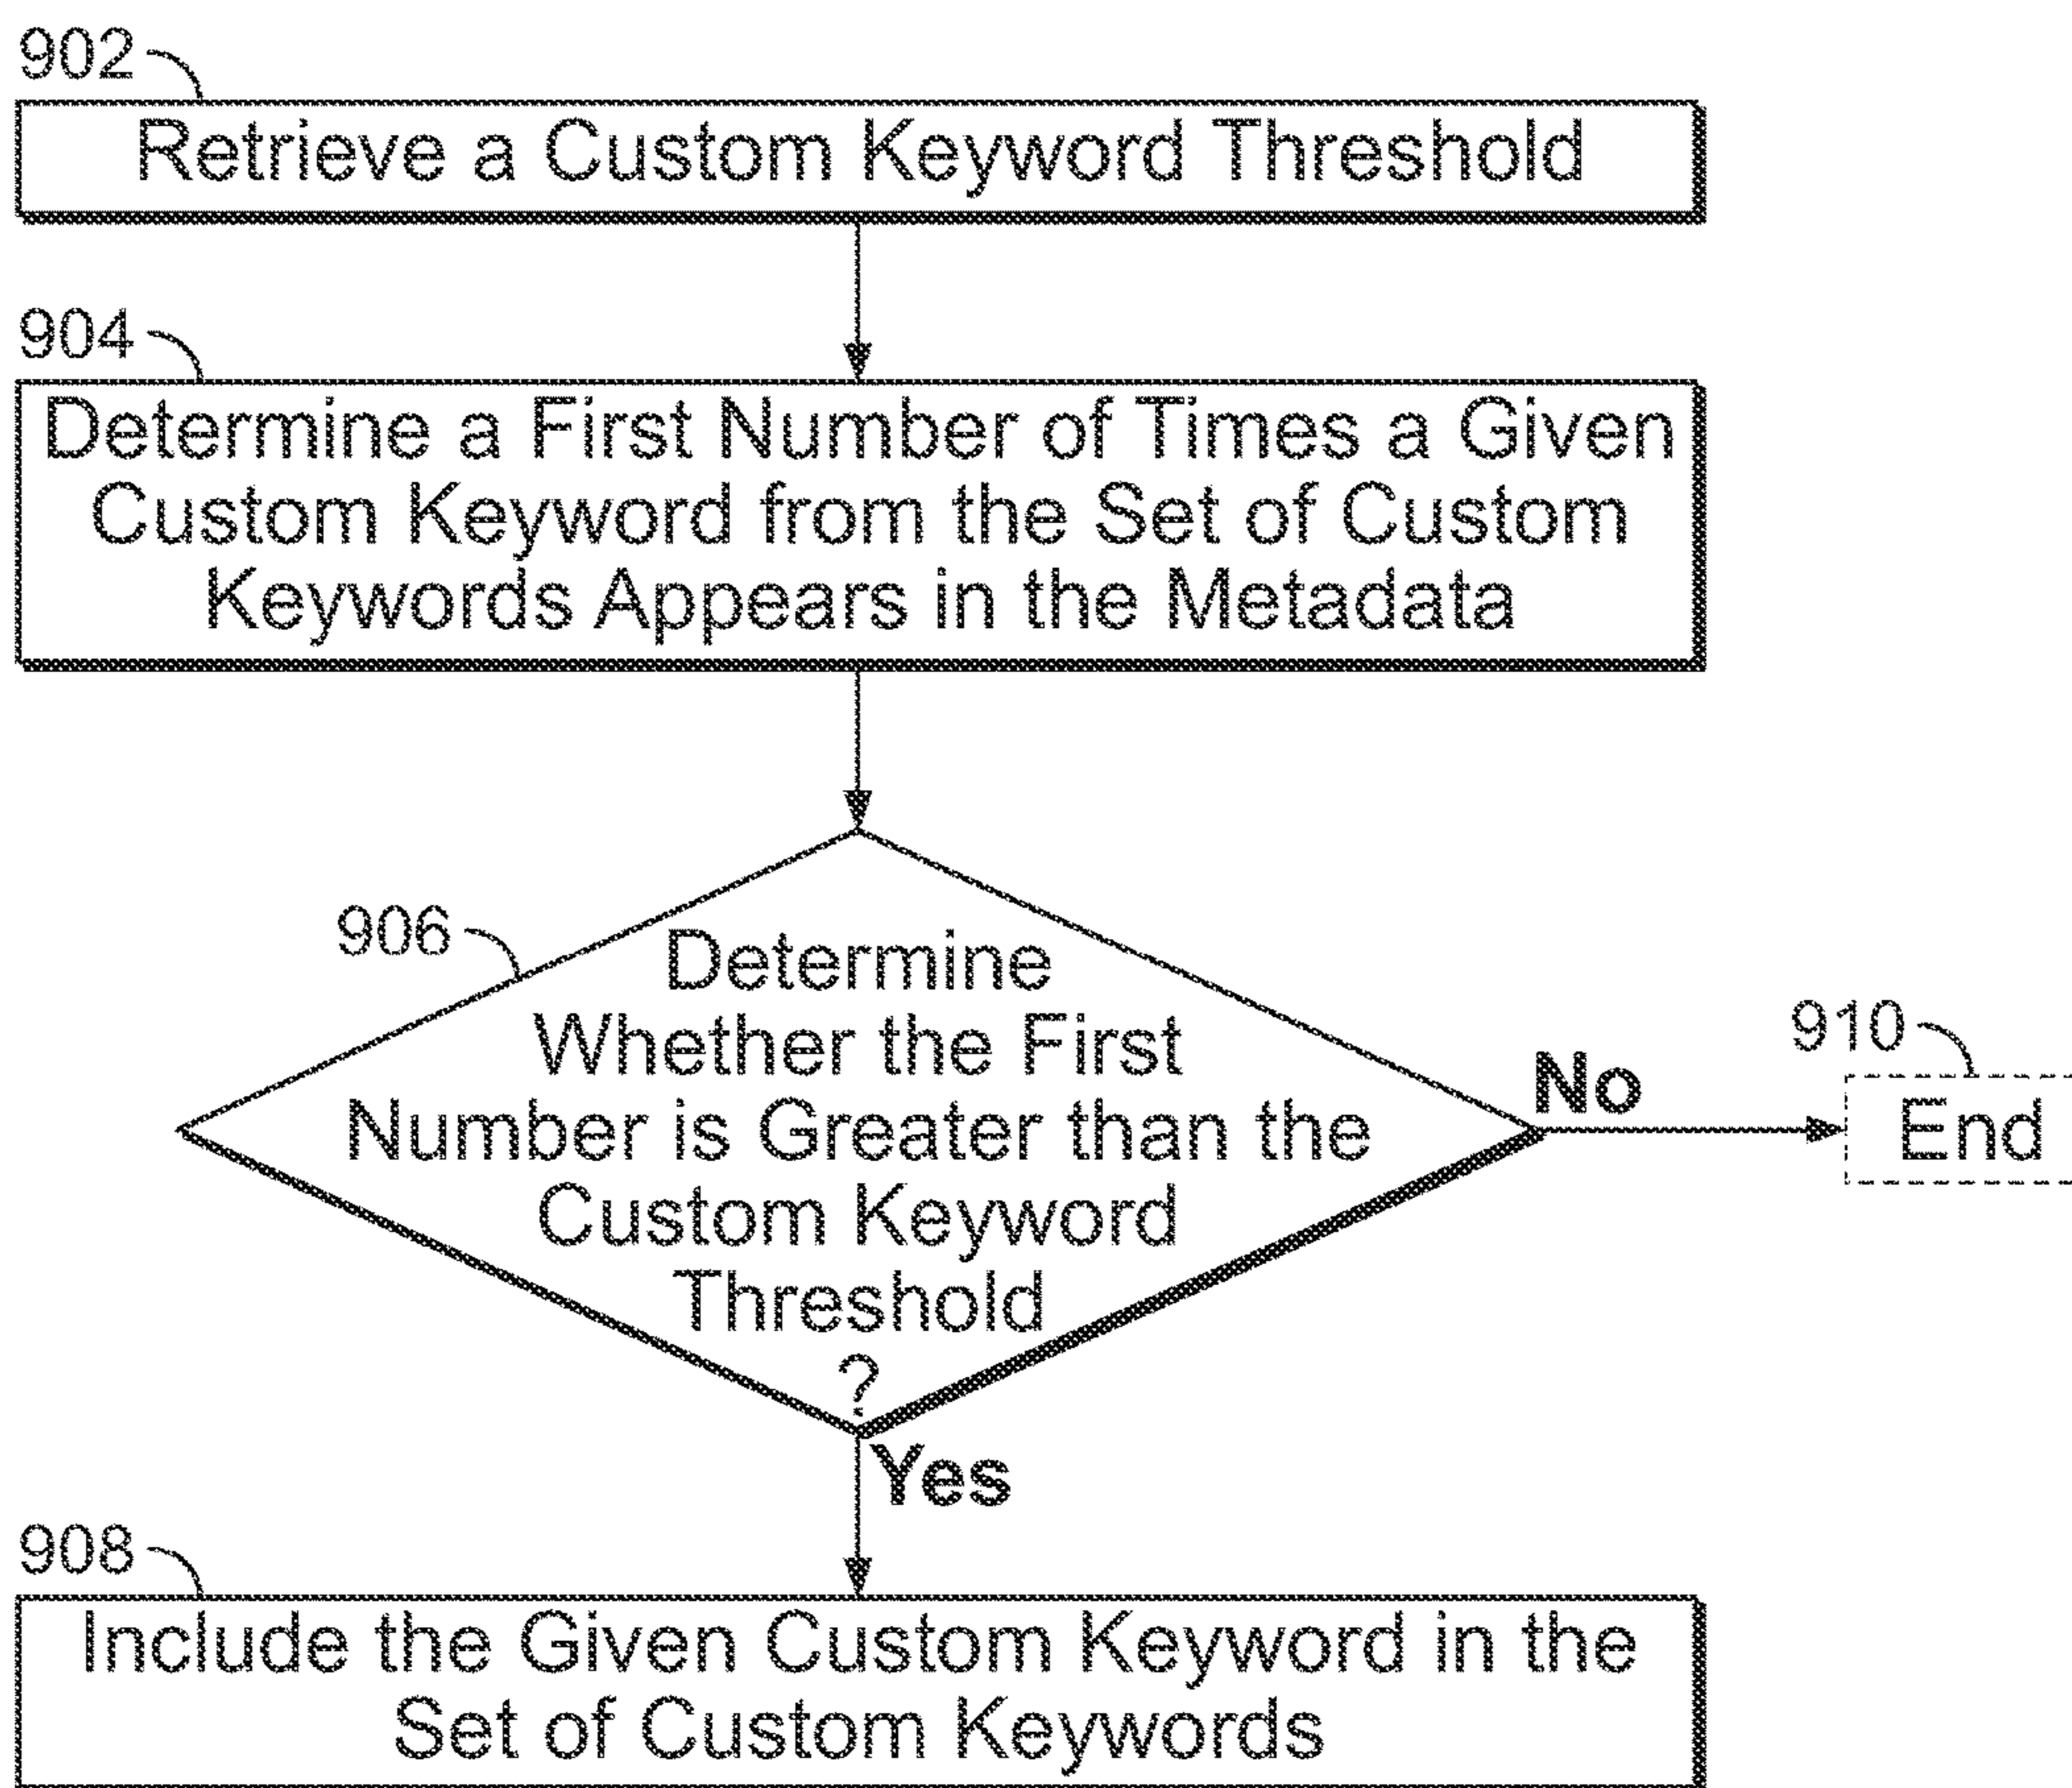 902
Retrieve a Custom Keyword Threshold
904
Determine a First Number of Times a Given
Custom Keyword from the Set of Custom
Keywords Appears in the Metadata
906
Determine
Whether the First
Number is Greater than the
Custom Keyword
Threshold
?
No
910
End
Yes
908
Include the Given Custom Keyword in the
Set of Custom Keywords